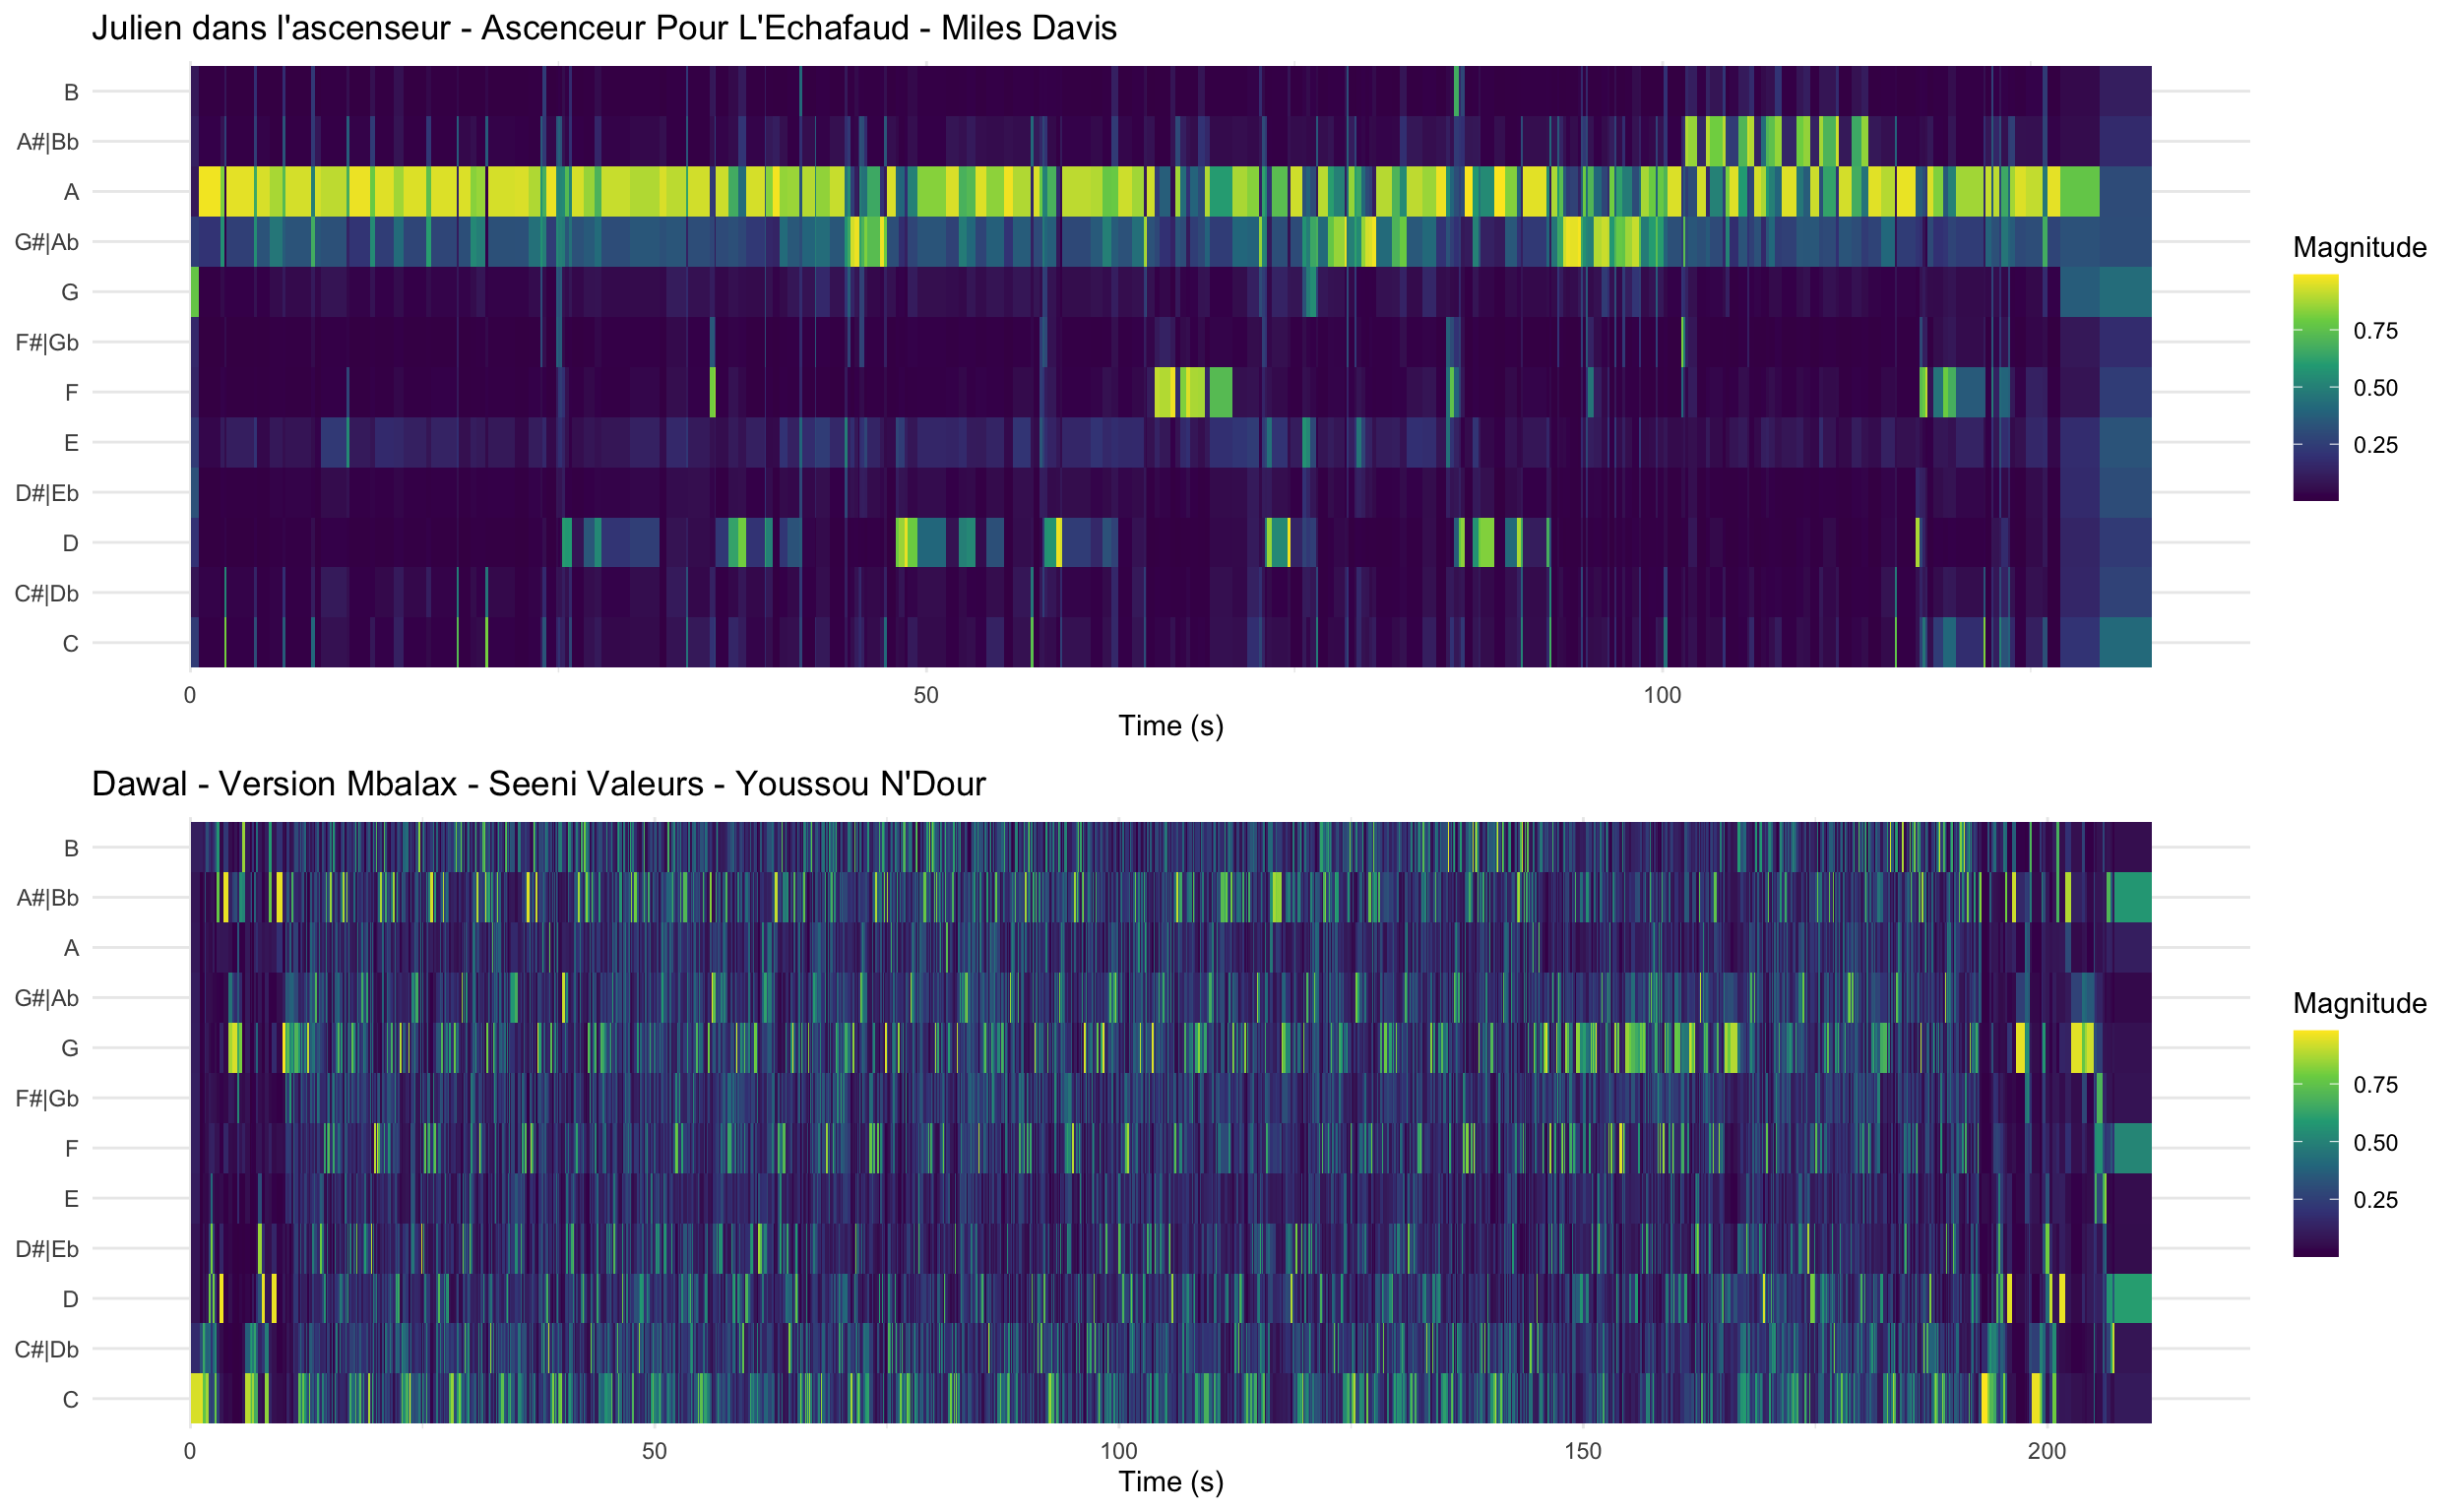 Julien dans l'ascenseur - Ascenceur Pour L'Echafaud - Miles Davis
B
A#|Bb
A
G#|Ab
G
F#|Gb
F
E
D#|Eb
D
C#|Db
C
0 50 100
Time (s)
Magnitude
0.75
0.50
0.25
Dawal - Version Mbalax - Seeni Valeurs - Youssou N'Dour
B
A#|Bb
A
G#|Ab
G
F#|Gb
F
E
D#|Eb
D
C#|Db
C
0 50 100 150 200
Time (s)
Magnitude
0.75
0.50
0.25